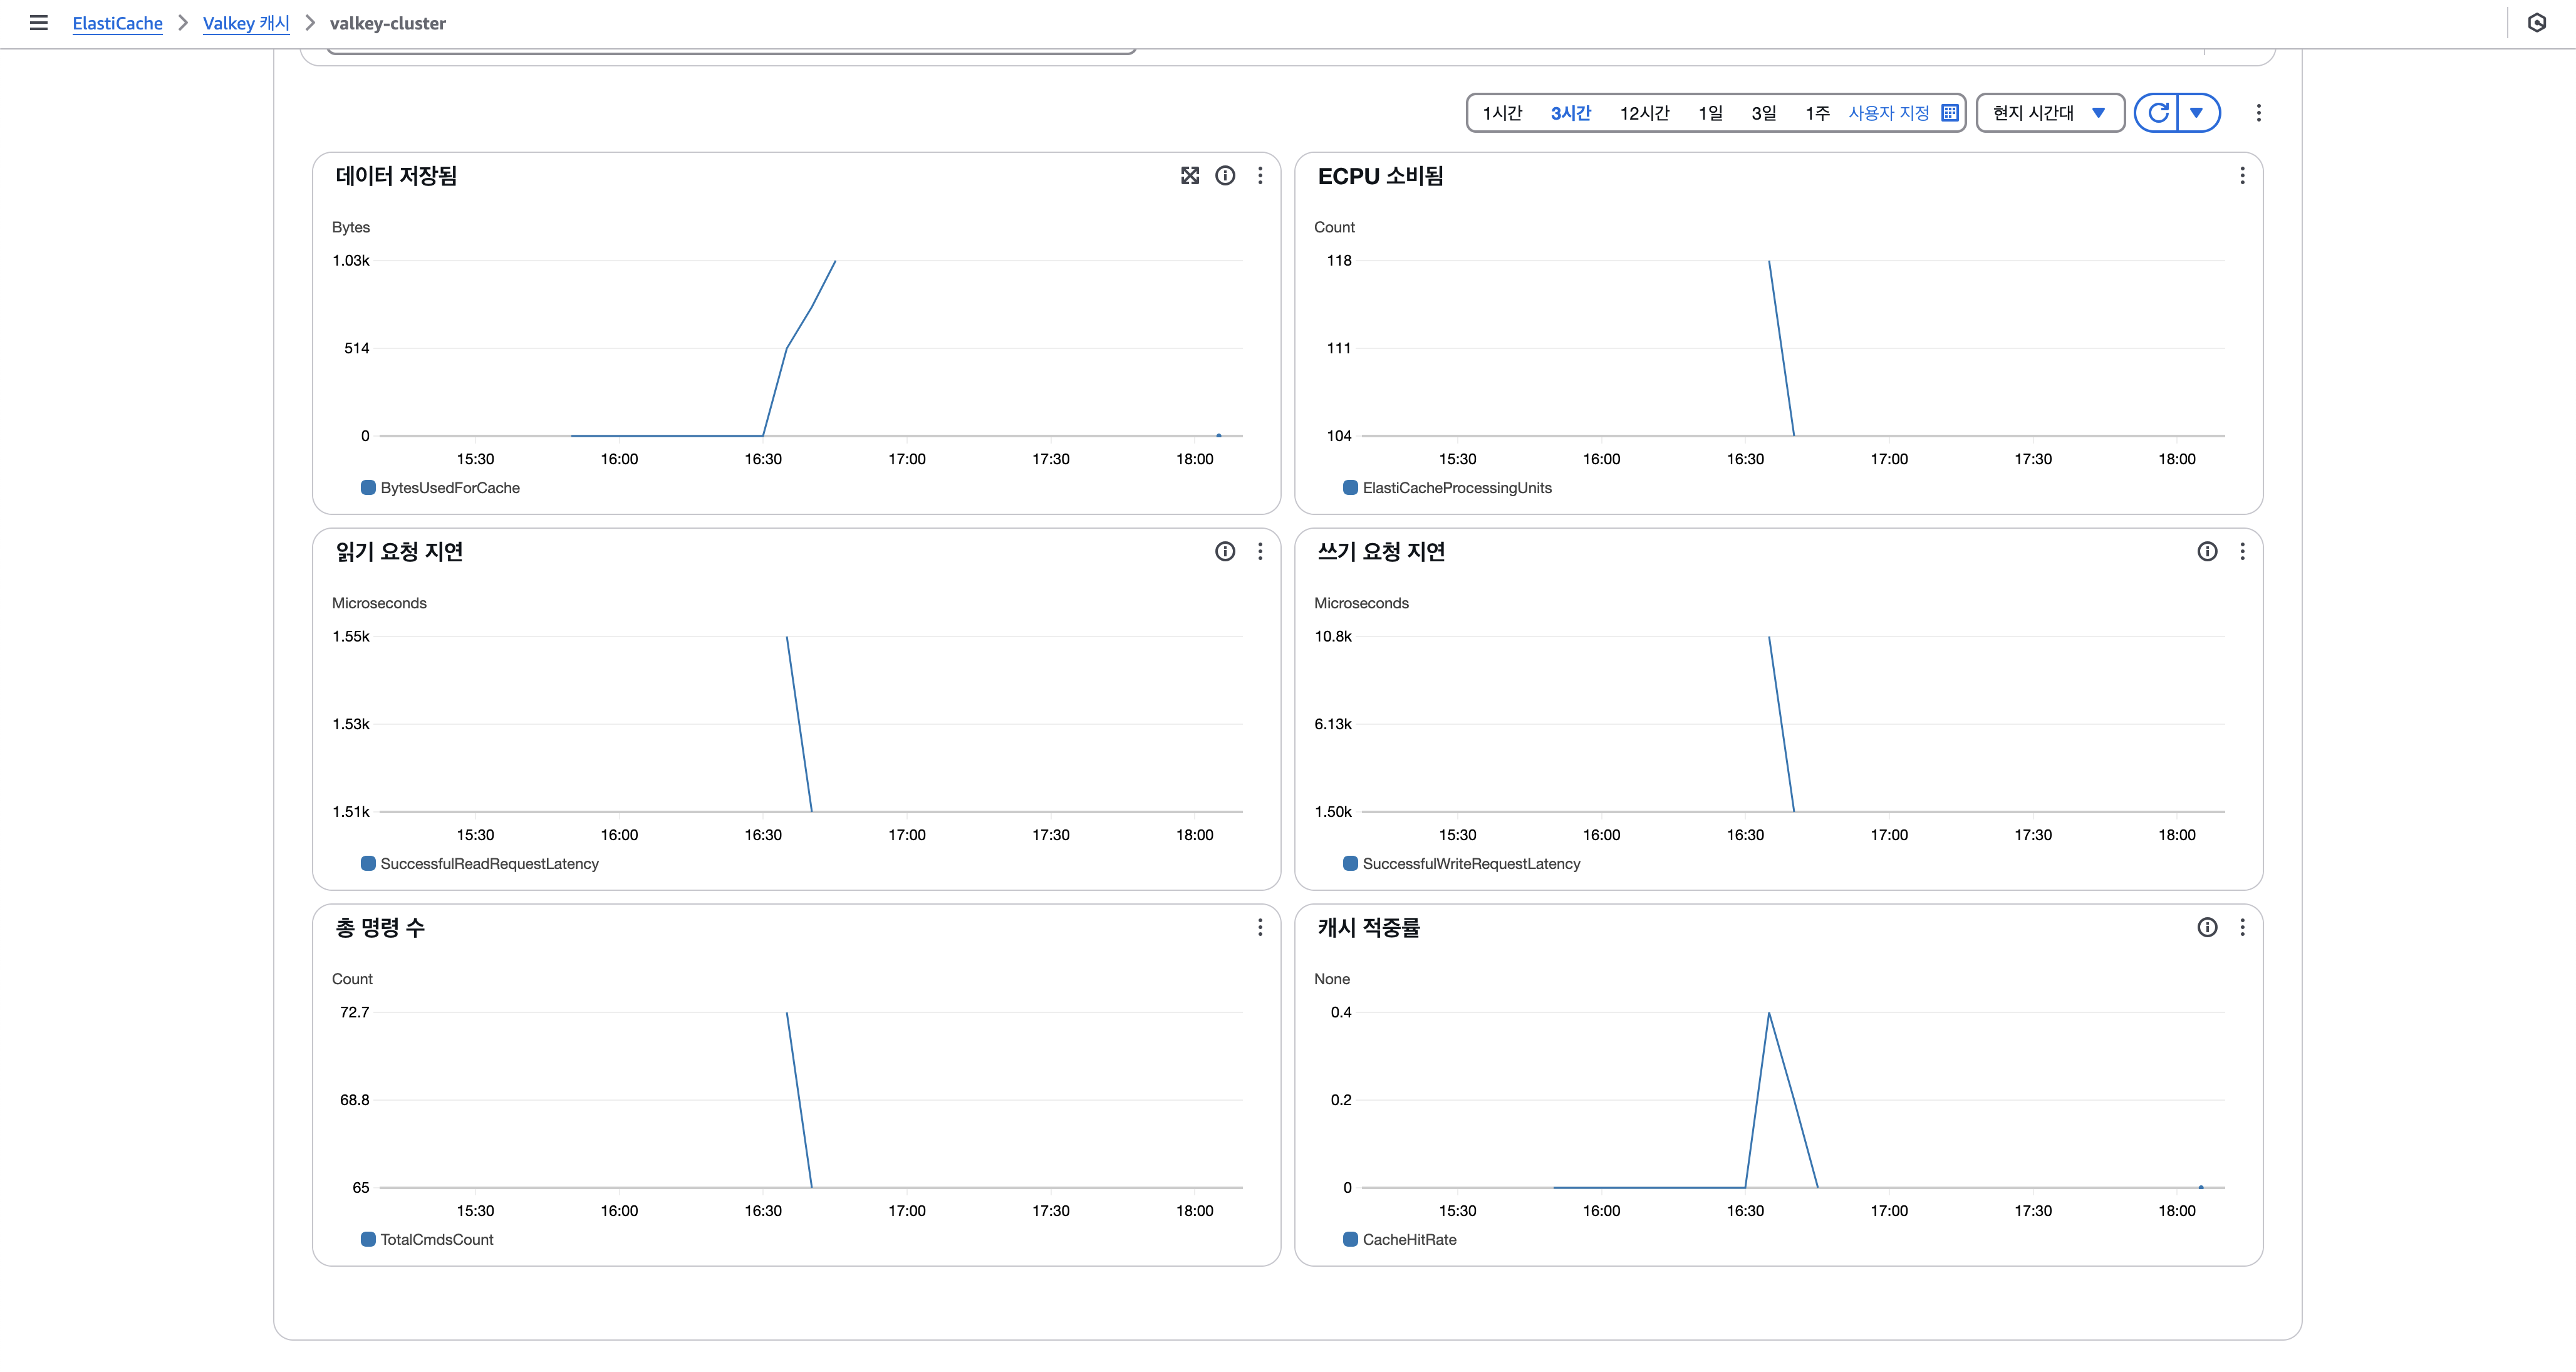 ElastiCache > Valkey 캐시 > valkey-cluster
1시간 3시간 12시간 1일 3일 1주 사용자 지정 현지 시간대
데이터 저장됨
Bytes
1.03k
514
0
15:30 16:00 16:30 17:00 17:30 18:00
BytesUsedForCache
ECPU 소비됨
Count
118
111
104
15:30 16:00 16:30 17:00 17:30 18:00
ElastiCacheProcessingUnits
읽기 요청 지연
Microseconds
1.55k
1.53k
1.51k
15:30 16:00 16:30 17:00 17:30 18:00
SuccessfulReadRequestLatency
쓰기 요청 지연
Microseconds
10.8k
6.13k
1.50k
15:30 16:00 16:30 17:00 17:30 18:00
SuccessfulWriteRequestLatency
총 명령 수
Count
72.7
68.8
65
15:30 16:00 16:30 17:00 17:30 18:00
TotalCmdsCount
캐시 적중률
None
0.4
0.2
0
15:30 16:00 16:30 17:00 17:30 18:00
CacheHitRate